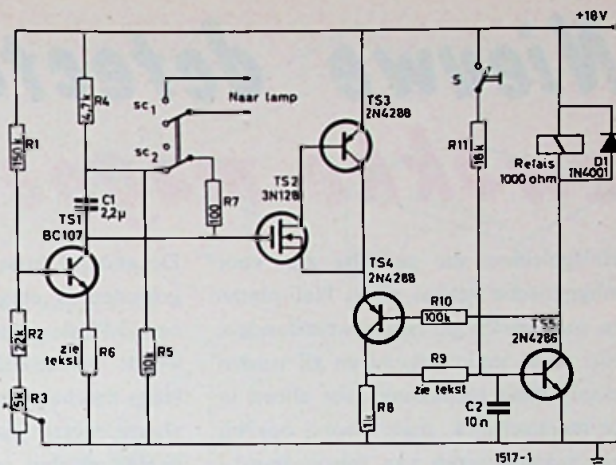 Nieuwe
+18V
R4
4,7k
Naar lamp
sc1
sc2
S
TS3
2N4288
R1
150k
R11
18k
Relais
1000 ohm
D1
1N4001
C1
2,2μ
TS2
3N128
R7
100
TS1
BC107
TS4
2N4288
R10
100k
TS5
2N4286
R2
22k
R6
zie
tekst
R5
10k
R9
zie tekst
R3
5k
R8
1k
C2
10n
1517-1